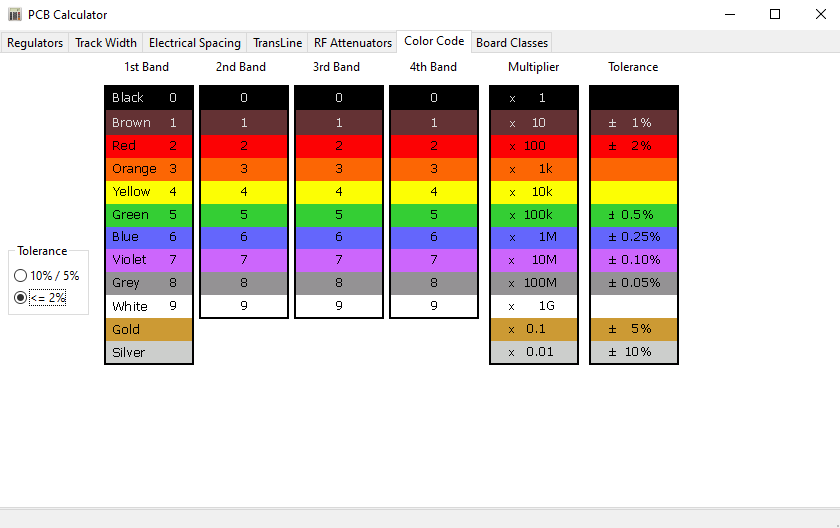 PCB Calculator
Regulators Track Width Electrical Spacing TransLine RF Attenuators Color Code Board Classes
1st Band 2nd Band 3rd Band 4th Band Multiplier Tolerance
Black 0 0 0 0 x 1
Brown 1 1 1 1 x 10 ± 1%
Red 2 2 2 2 x 100 ± 2%
Orange 3 3 3 3 x 1k
Yellow 4 4 4 4 x 10k
Green 5 5 5 5 x 100k ± 0.5%
Blue 6 6 6 6 x 1M ± 0.25%
Tolerance
Violet 7 7 7 7 x 10M ± 0.10%
10% / 5%
Grey 8 8 8 8 x 100M ± 0.05%
<= 2%
White 9 9 9 9 x 1G
Gold x 0.1 ± 5%
Silver x 0.01 ± 10%